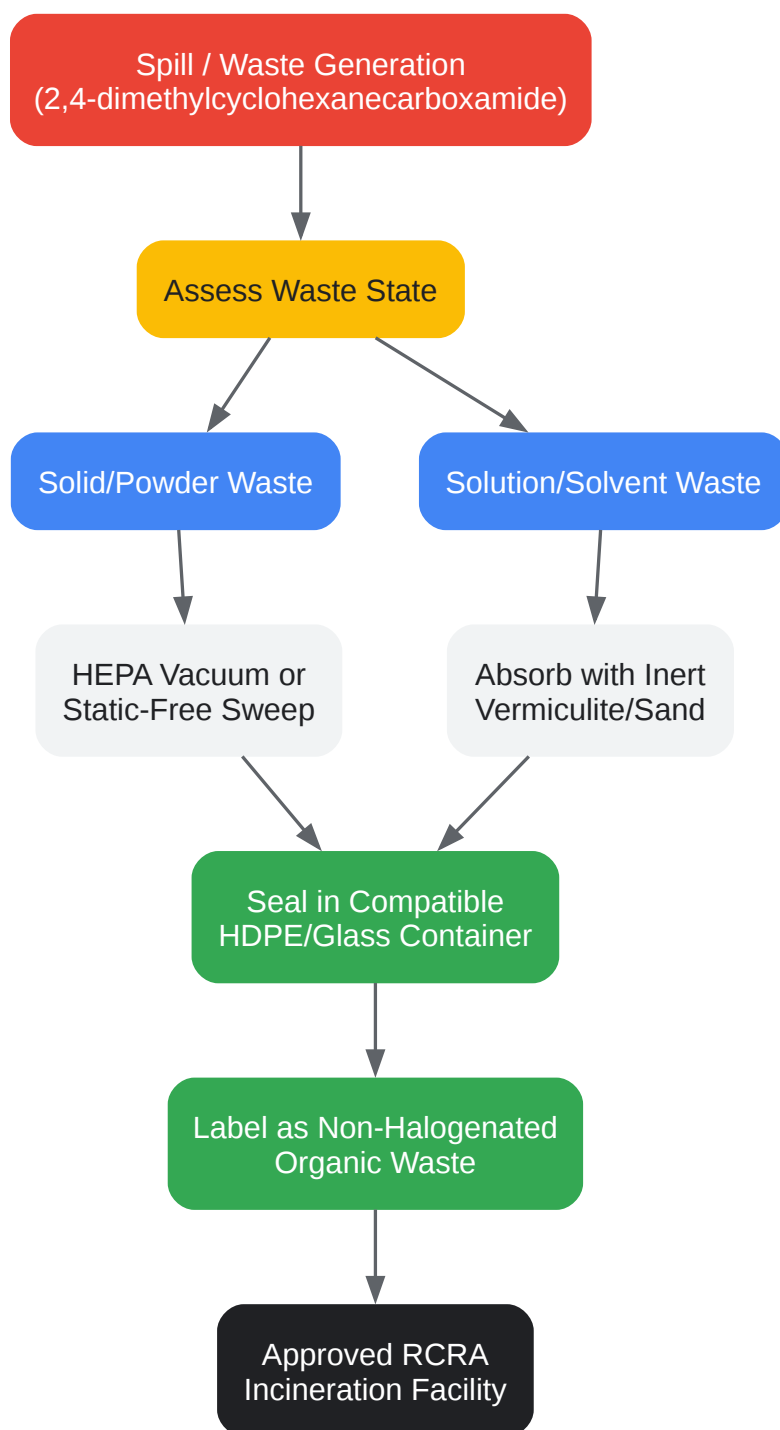 Spill / Waste Generation
(2,4-dimethylcyclohexanecarboxamide)
Assess Waste State
Solid/Powder Waste
Solution/Solvent Waste
HEPA Vacuum or
Static-Free Sweep
Absorb with Inert
Vermiculite/Sand
Seal in Compatible
HDPE/Glass Container
Label as Non-Halogenated
Organic Waste
Approved RCRA
Incineration Facility